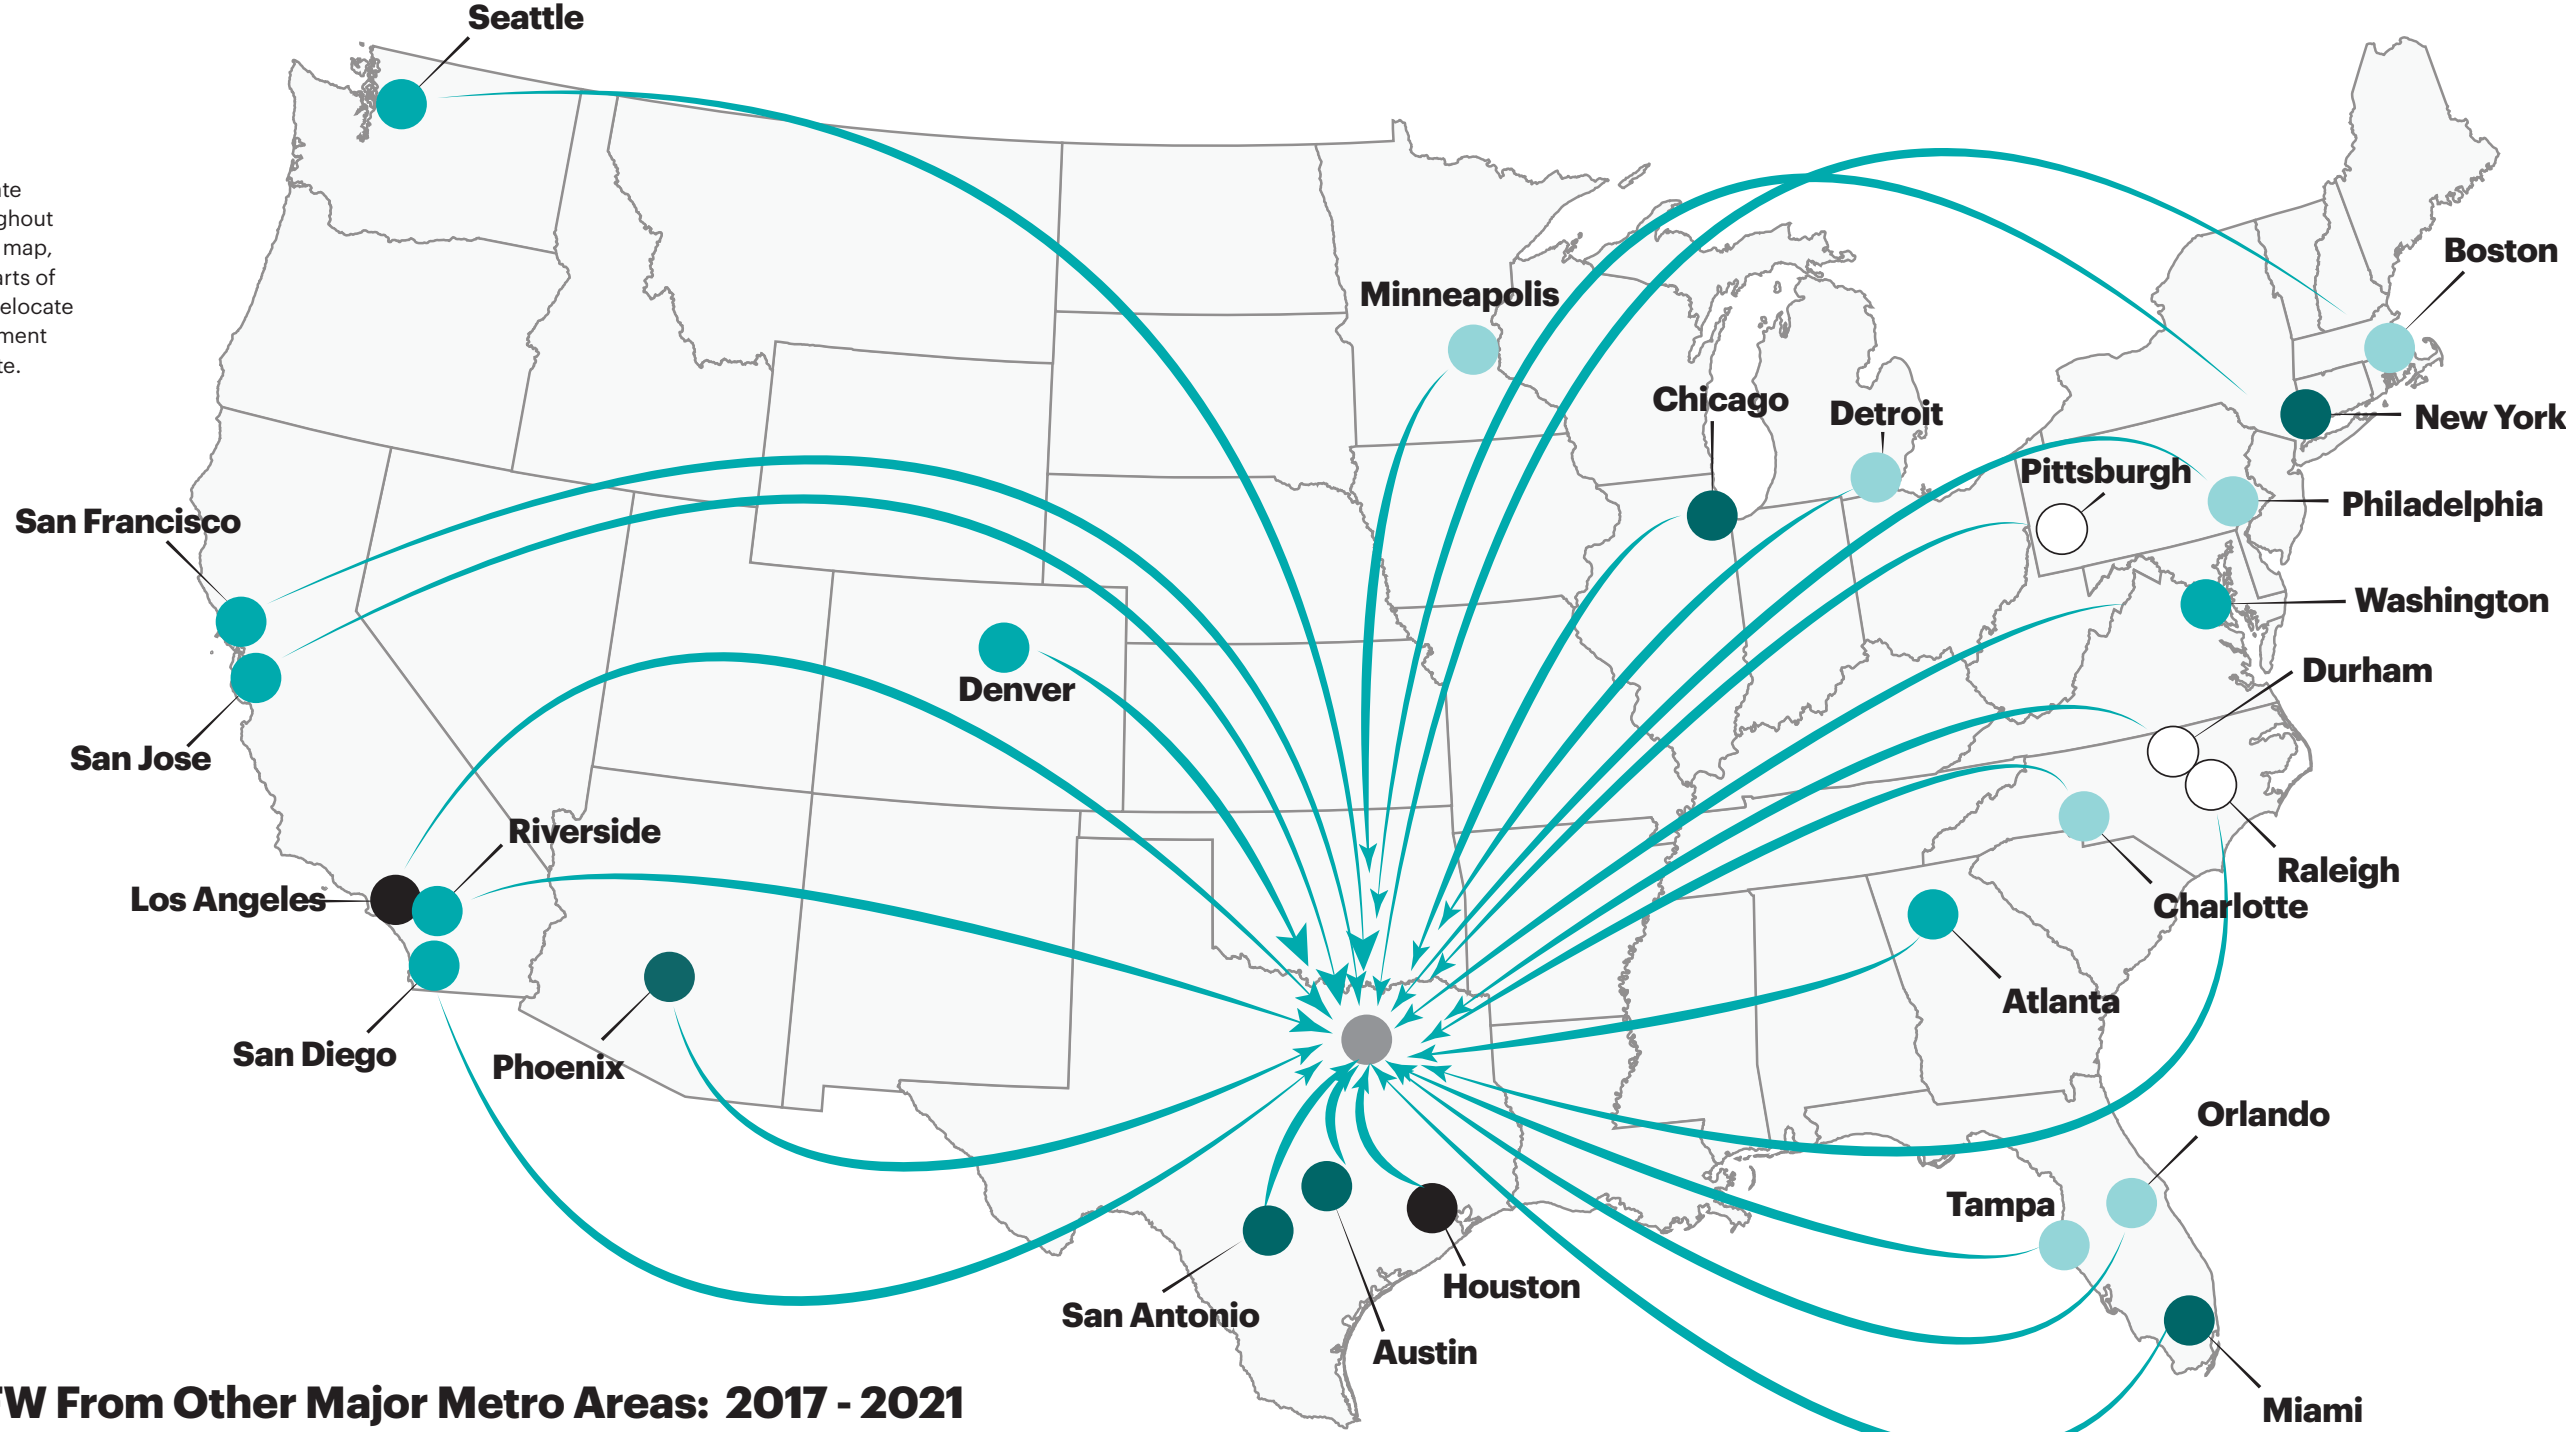 Seattle
map,
Boston
Minneapolis
Chicago
Detroit
New York
Pittsburgh
Philadelphia
San Francisco
Washington
Durham
Denver
San Jose
Riverside
Raleigh
Los Angeles
Charlotte
Atlanta
San Diego
Phoenix
Orlando
Tampa
Houston
San Antonio
Austin
Miami
FW From Other Major Metro Areas: 2017 - 2021